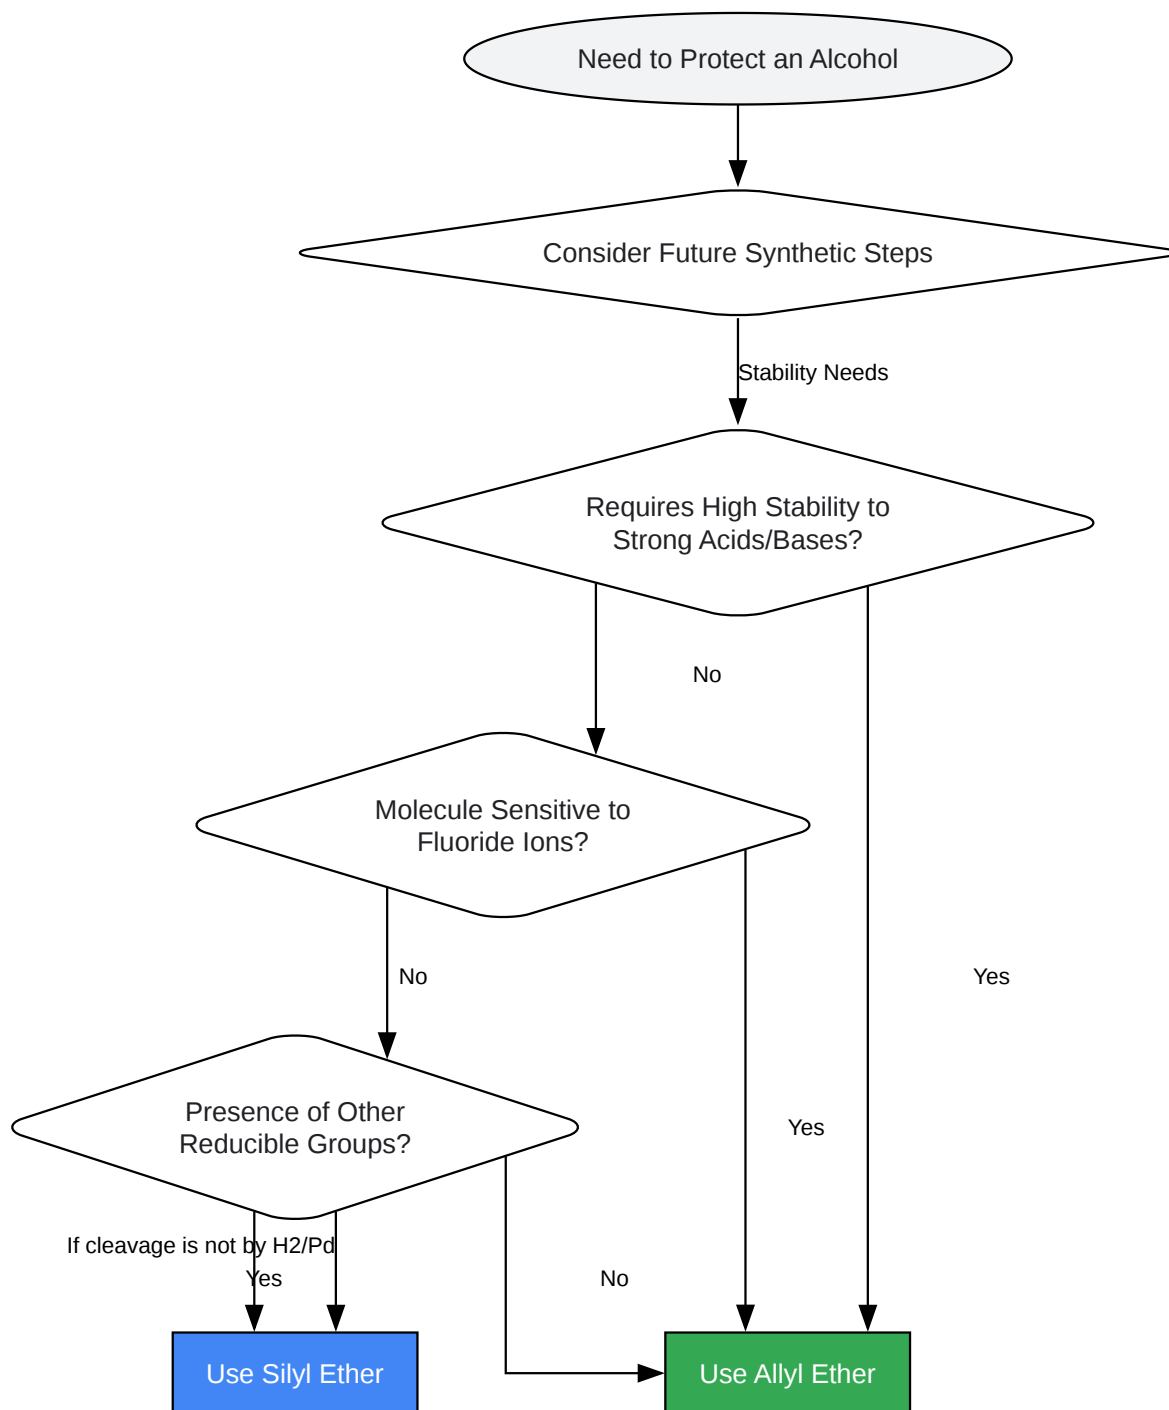 Need to Protect an Alcohol
Consider Future Synthetic Steps
Stability Needs
Requires High Stability to
Strong Acids/Bases?
No
Molecule Sensitive to
Fluoride Ions?
No
Yes
Presence of Other
Reducible Groups?
Yes
If cleavage is not by H2/Pd
Yes
No
Use Silyl Ether
Use Allyl Ether